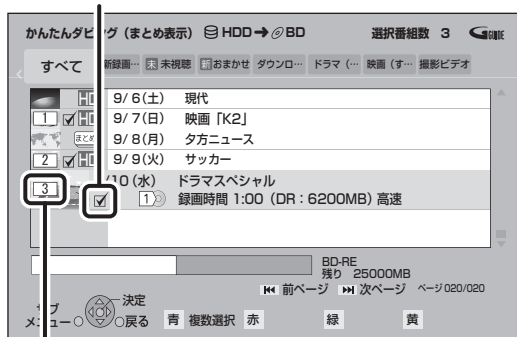 かんたんダビング (まとめ表示) HDD→BD 選択番組数 3 GGUIDE
すべて 新録画… 未 未視聴 新 おまかせ ダウンロ… ドラマ (… 映画 (す… 撮影ビデオ
9/ 6(土) 現代
1 9/ 7(日) 映画「K2」
まとめ 9/ 8(月) 夕方ニュース
2 9/ 9(火) サッカー
3 /10 (水) ドラマスペシャル
1 録画時間 1:00 (DR:6200MB) 高速
BD-RE
残り 25000MB
前ページ 次ページ ページ 020/020
サブ
メニュー 決定
戻る 青 複数選択 赤 緑 黄